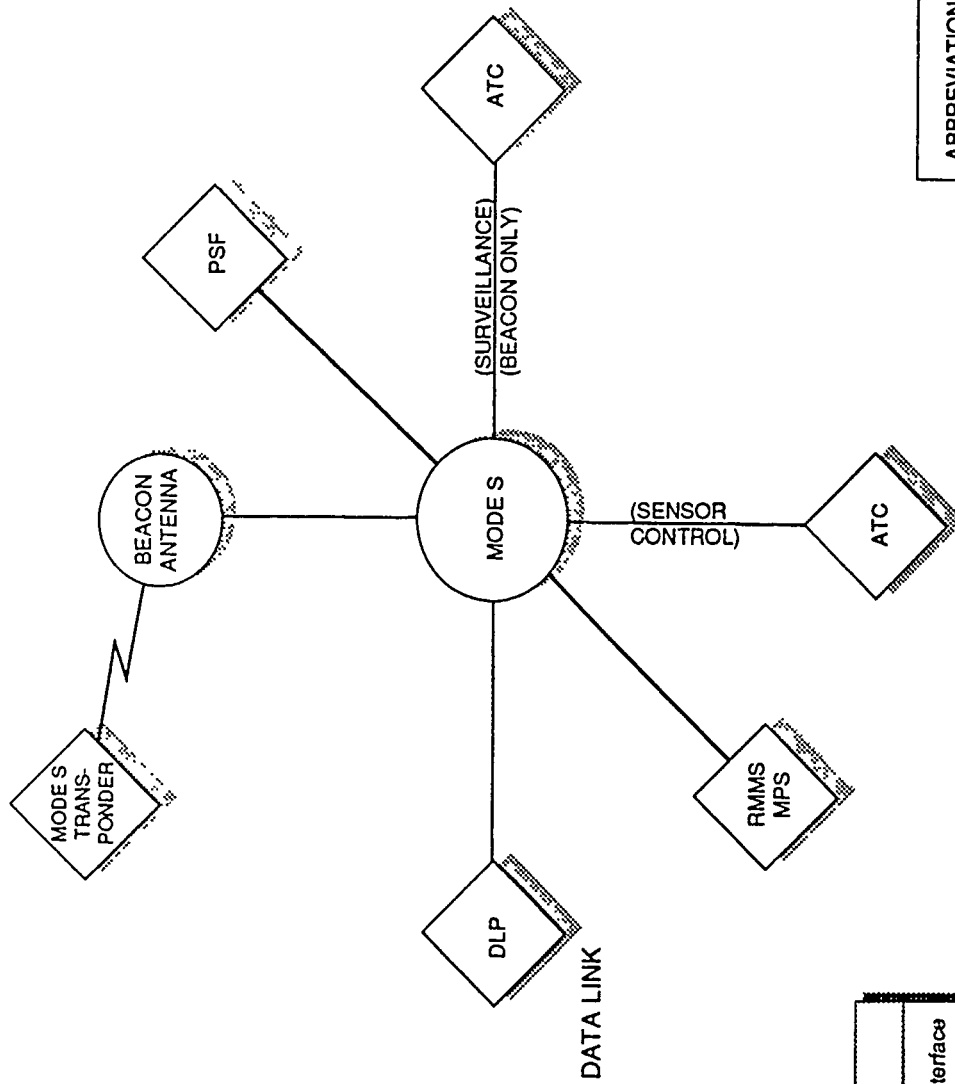 MODE S
TRANS-
PONDER
BEACON
ANTENNA
PSF
DLP
MODE S
(SURVEILLANCE)
(BEACON ONLY)
ATC
DATA LINK
(SENSOR
CONTROL)
RMMS
MPS
ATC
terface
ABBREVIATION